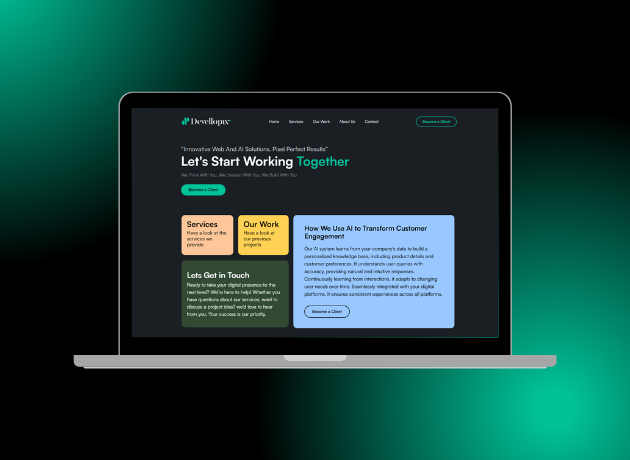 Devellopix
Home Services Our Work About Us Contact
Become a Client
"Innovative Web And AI Solutions, Pixel Perfect Results"
Let's Start Working Together
We Think With You, We Envision With You, We Build With You
Become a Client
Services
Have a look at the
services we
provide
Our Work
Have a look at
our previous
projects
How We Use AI to Transform Customer
Engagement
Our AI system learns from your company's data to build a
personalized knowledge base, including product details and
customer preferences. It understands user queries with
accuracy, providing natural and intuitive responses.
Continuously learning from interactions, it adapts to changing
user needs over time. Seamlessly integrated with your digital
platforms, it ensure consistent experiences across all platforms.
Become a Client
Lets Get in Touch
Ready to take your digital presence to the
next level? We're here to help! Whether you
have questions about our services, want to
discuss a project idea? we'd love to hear
from you. Your success is our priority.